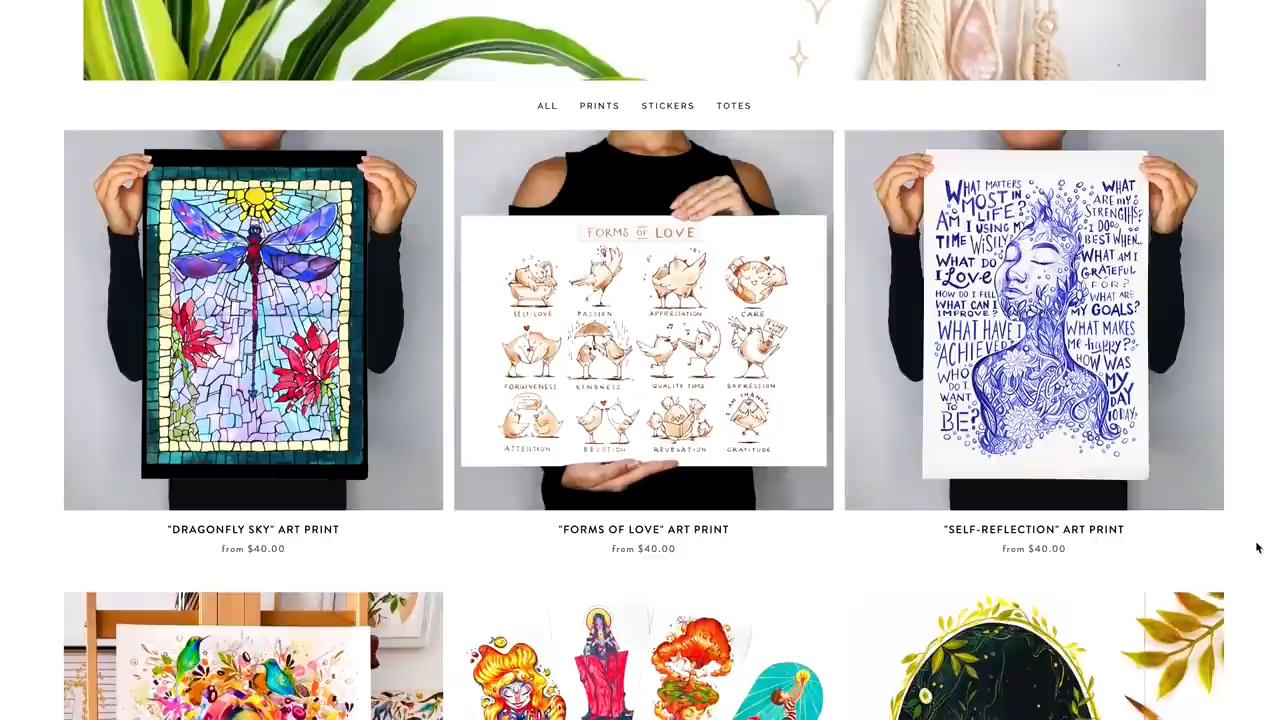 ALL PRINTS STICKERS TOTES
FORMS OF LOVE
SELF-LOVE PASSION APPRECIATION CARE
FORGIVENESS KINDNESS QUALITY TIME EXPRESSION
I AM THANKFUL
ATTENTION DEVOTION REVELATION GRATITUDE
WHAT MATTERS
MOST IN
AM I LIFE?
I USING MY
TIME WISELY
WHAT DO
I LOVE
HOW DO I FEEL
WHAT CAN I
IMPROVE?
WHAT HAVE I
ACHIEVED
WHO
DO I
WANT
TO
BE?
WHAT
ARE MY
STRENGTHS?
I DO
BEST WHEN...
WHAT AM I
GRATEFUL
FOR?
WHAT ARE
MY GOALS?
WHAT MAKES
ME happy?
HOW WAS
MY
DAY
TODAY?
"DRAGONFLY SKY" ART PRINT
from $40.00
"FORMS OF LOVE" ART PRINT
from $40.00
"SELF-REFLECTION" ART PRINT
from $40.00